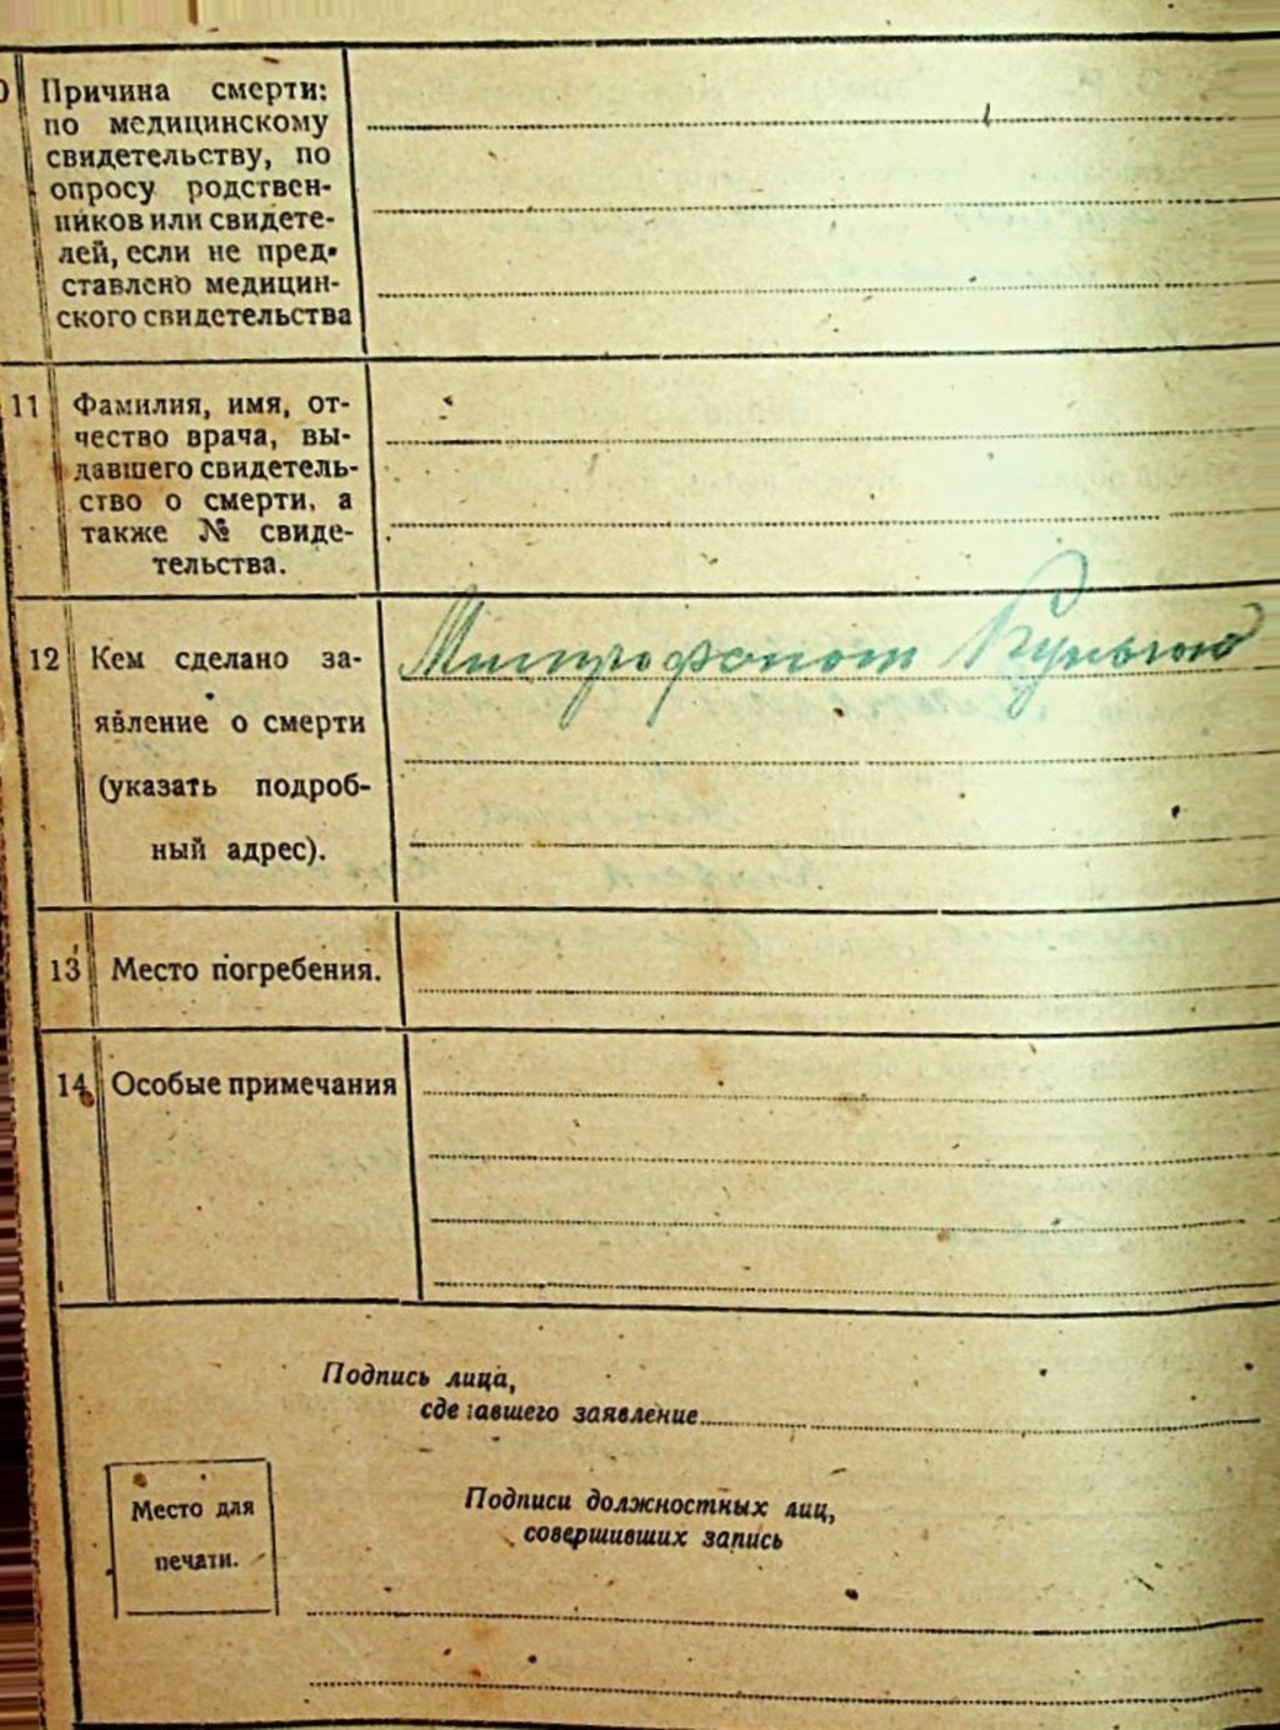 Причина смерти:
по медицинскому
свидетельству, по
опросу родствен-
ников или свидете-
лей, если не пред-
ставлено медицин-
ского свидетельства
11 Фамилия, имя, от-
чество врача, вы-
давшего свидетель-
ство о смерти, а
также № свиде-
тельства.
12 Кем сделано за-
явление о смерти
(указать подроб-
ный адрес).
Митрофаном
13 Место погребения.
14 Особые примечания
Подпись лица,
сделавшего заявление
Место для
печати.
Подписи должностных лиц,
совершивших запись